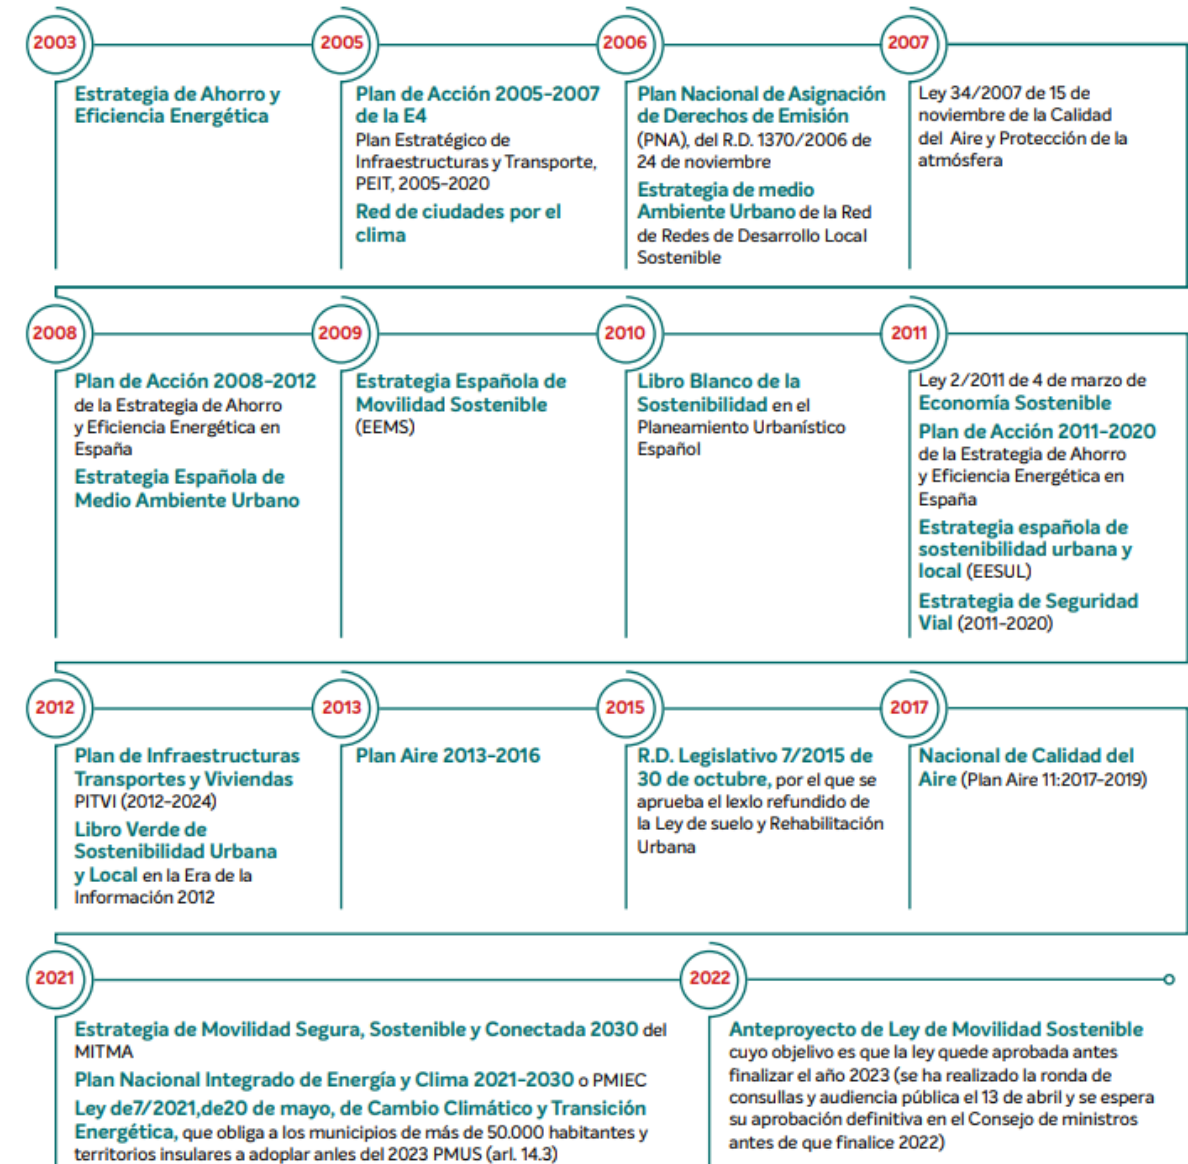 2003
Estrategia de Ahorro y
Eficiencia Energética
2005
Plan de Acción 2005-2007
de la E4
Plan Estratégico de
Infraestructuras y Transporte,
PEIT, 2005-2020
Red de ciudades por el
clima
2006
Plan Nacional de Asignación
de Derechos de Emisión
(PNA), del R.D. 1370/2006 de
24 de noviembre
Estrategia de medio
Ambiente Urbano de la Red
de Redes de Desarrollo Local
Sostenible
2007
Ley 34/2007 de 15 de
noviembre de la Calidad
del Aire y Protección de la
atmósfera
2008
Plan de Acción 2008-2012
de la Estrategia de Ahorro
y Eficiencia Energética en
España
Estrategia Española de
Medio Ambiente Urbano
2009
Estrategia Española de
Movilidad Sostenible
(EEMS)
2010
Libro Blanco de la
Sostenibilidad en el
Planeamiento Urbanístico
Español
2011
Ley 2/2011 de 4 de marzo de
Economía Sostenible
Plan de Acción 2011-2020
de la Estrategia de Ahorro
y Eficiencia Energética en
España
Estrategia española de
sostenibilidad urbana y
local (EESUL)
Estrategia de Seguridad
Vial (2011-2020)
2012
Plan de Infraestructuras
Transportes y Viviendas
PITVI (2012-2024)
Libro Verde de
Sostenibilidad Urbana
y Local en la Era de la
Información 2012
2013
Plan Aire 2013-2016
2015
R.D. Legislativo 7/2015 de
30 de octubre, por el que se
aprueba el lexlo refundido de
la Ley de suelo y Rehabilitación
Urbana
2017
Nacional de Calidad del
Aire (Plan Aire 11:2017-2019)
2021
Estrategia de Movilidad Segura, Sostenible y Conectada 2030 del
MITMA
Plan Nacional Integrado de Energía y Clima 2021-2030 o PMIEC
Ley de7/2021,de20 de mayo, de Cambio Climático y Transición
Energética, que obliga a los municipios de más de 50.000 habitantes y
territorios insulares a adoplar anles del 2023 PMUS (arl. 14.3)
2022
Anteproyecto de Ley de Movilidad Sostenible
cuyo objelivo es que la ley quede aprobada antes
finalizar el año 2023 (se ha realizado la ronda de
consullas y audiencia pública el 13 de abril y se espera
su aprobación definitiva en el Consejo de ministros
antes de que finalice 2022)